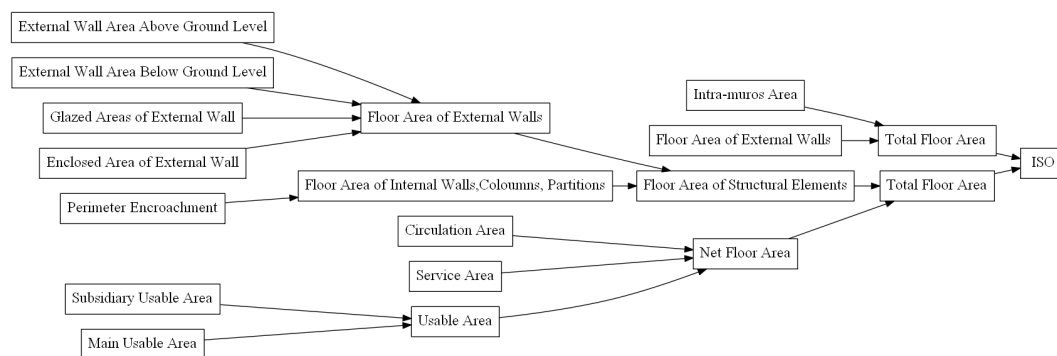 External Wall Area Above Ground Level
External Wall Area Below Ground Level
Glazed Areas of External Wall
Enclosed Area of External Wall
Perimeter Encroachment
Floor Area of External Walls
Floor Area of Internal Walls,Coloumns, Partitions
Circulation Area
Service Area
Subsidiary Usable Area
Main Usable Area
Usable Area
Intra-muros Area
Floor Area of External Walls
Floor Area of Structural Elements
Net Floor Area
Total Floor Area
Total Floor Area
ISO